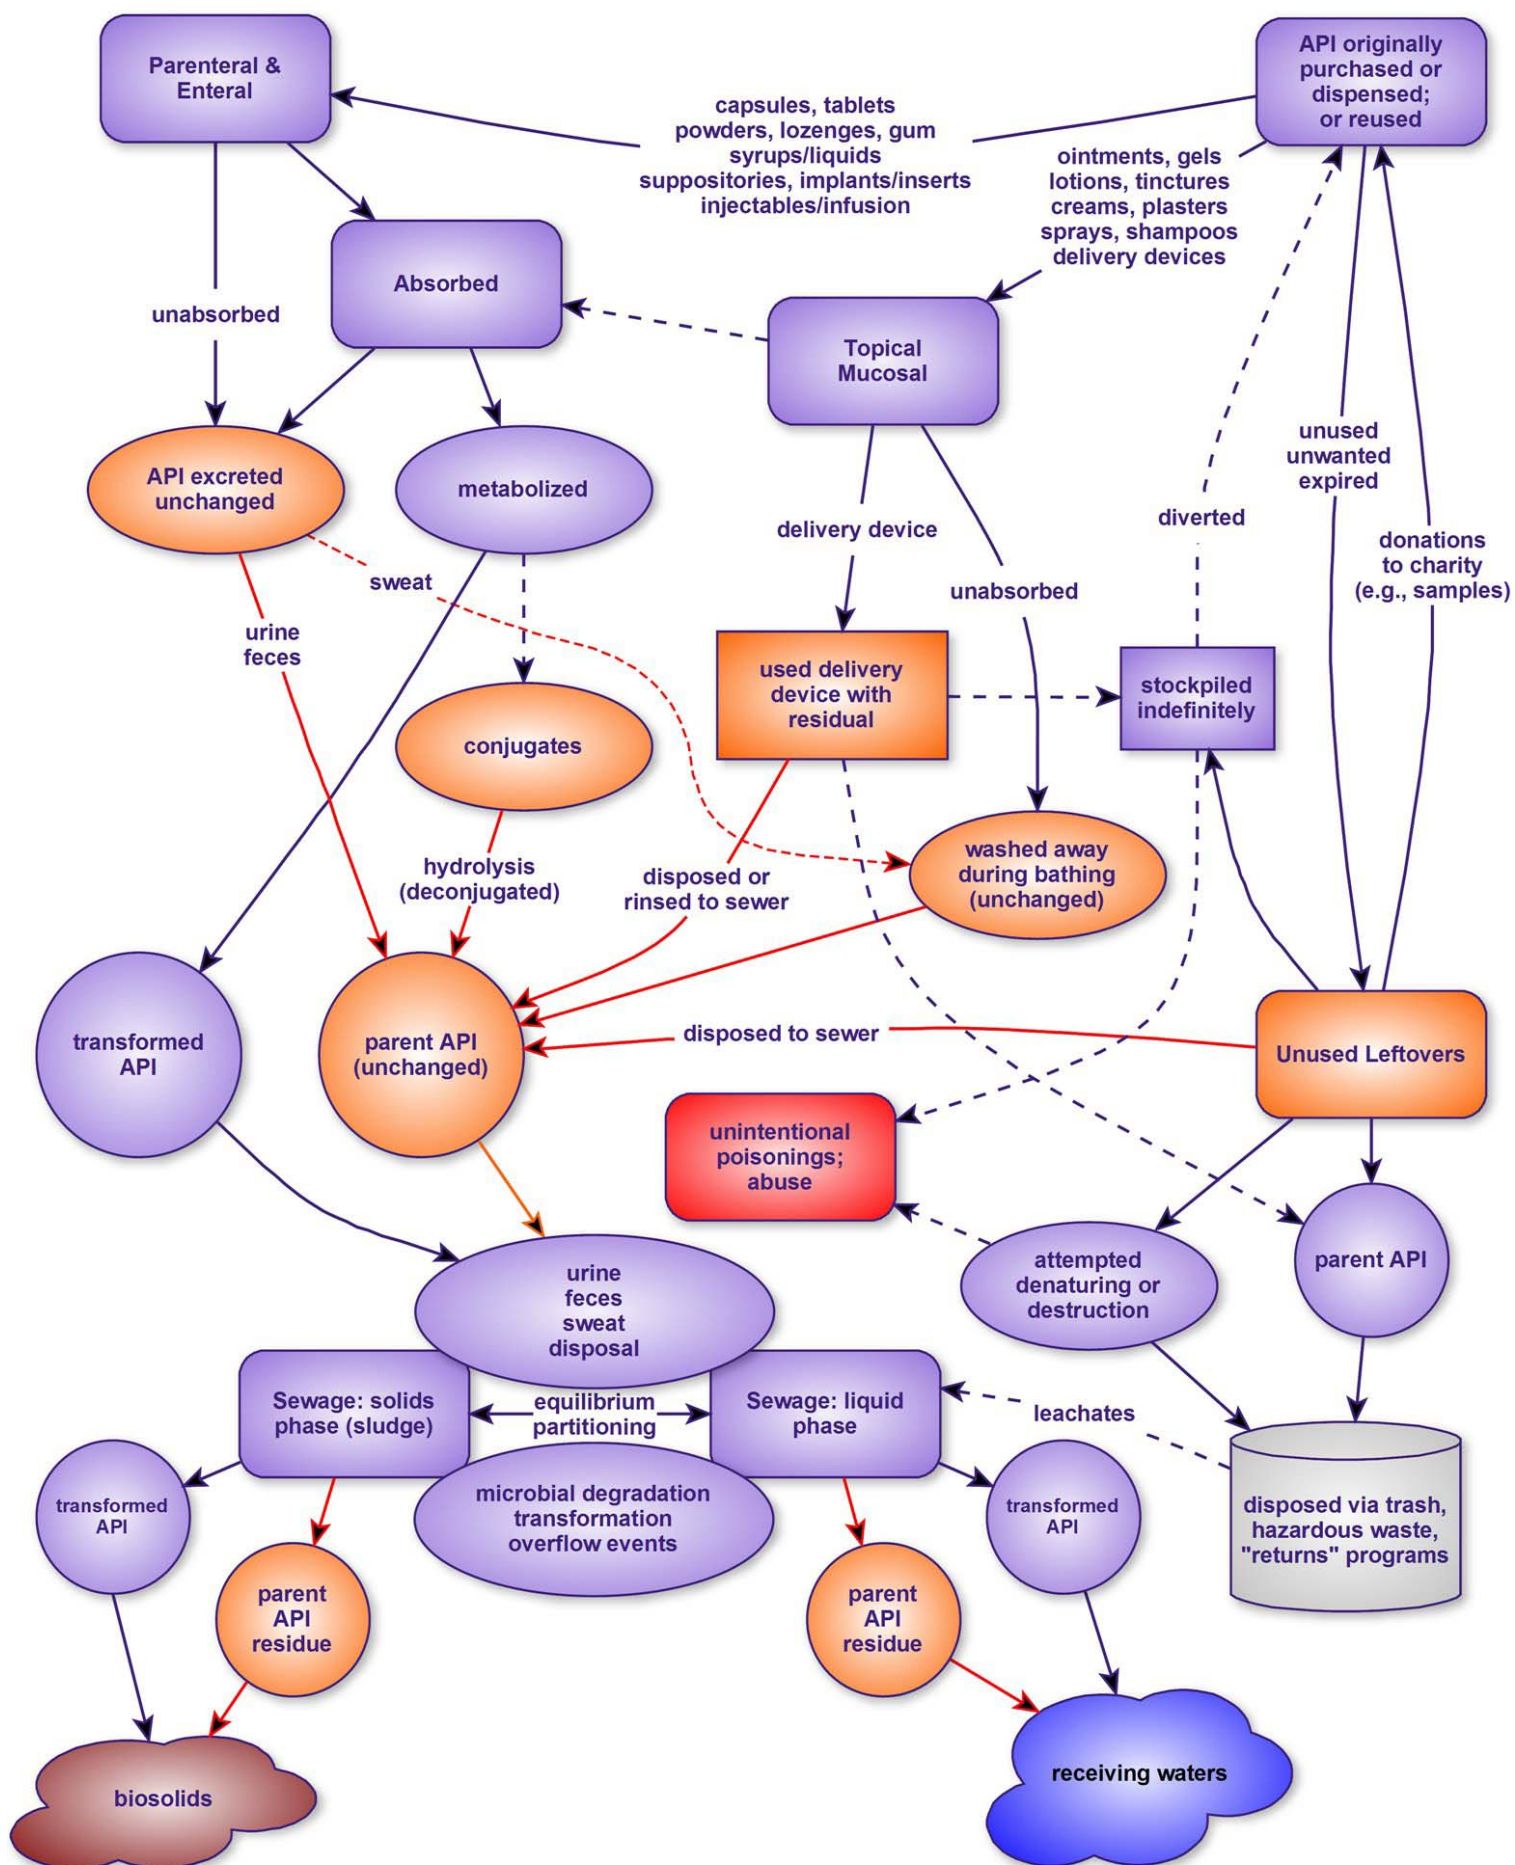 Parenteral &
Enteral
API originally
purchased or
dispensed;
or reused
capsules, tablets
powders, lozenges, gum
syrups/liquids
suppositories, implants/inserts
injectables/infusion
ointments, gels
lotions, tinctures
creams, plasters
sprays, shampoos
delivery devices
Absorbed
unabsorbed
Topical
Mucosal
API excreted
unchanged
metabolized
unused
unwanted
expired
delivery device
diverted
donations
to charity
(e.g., samples)
sweat
unabsorbed
urine
feces
used delivery
device with
residual
stockpiled
indefinitely
conjugates
hydrolysis
(deconjugated)
disposed or
rinsed to sewer
washed away
during bathing
(unchanged)
transformed
API
parent API
(unchanged)
disposed to sewer
Unused Leftovers
unintentional
poisonings;
abuse
attempted
denaturing or
destruction
parent API
urine
feces
sweat
disposal
Sewage: solids
phase (sludge)
equilibrium
partitioning
Sewage: liquid
phase
leachates
transformed
API
microbial degradation
transformation
overflow events
transformed
API
disposed via trash,
hazardous waste,
"returns" programs
parent
API
residue
parent
API
residue
biosolids
receiving waters